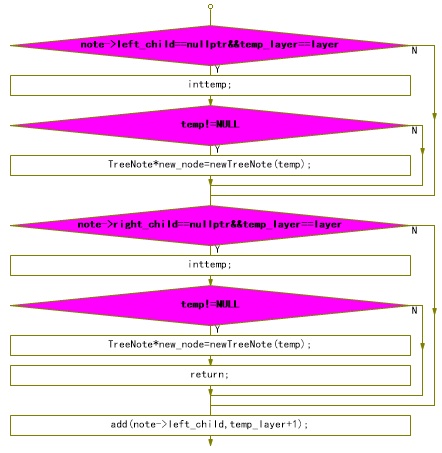 note->left_child==nullptr&&temp_layer==layer
N
Y
inttemp;
temp!=NULL
N
Y
TreeNote*new_node=newTreeNote(temp);
note->right_child==nullptr&&temp_layer==layer
N
Y
inttemp;
temp!=NULL
N
Y
TreeNote*new_node=newTreeNote(temp);
return;
add(note->left_child,temp_layer+1);